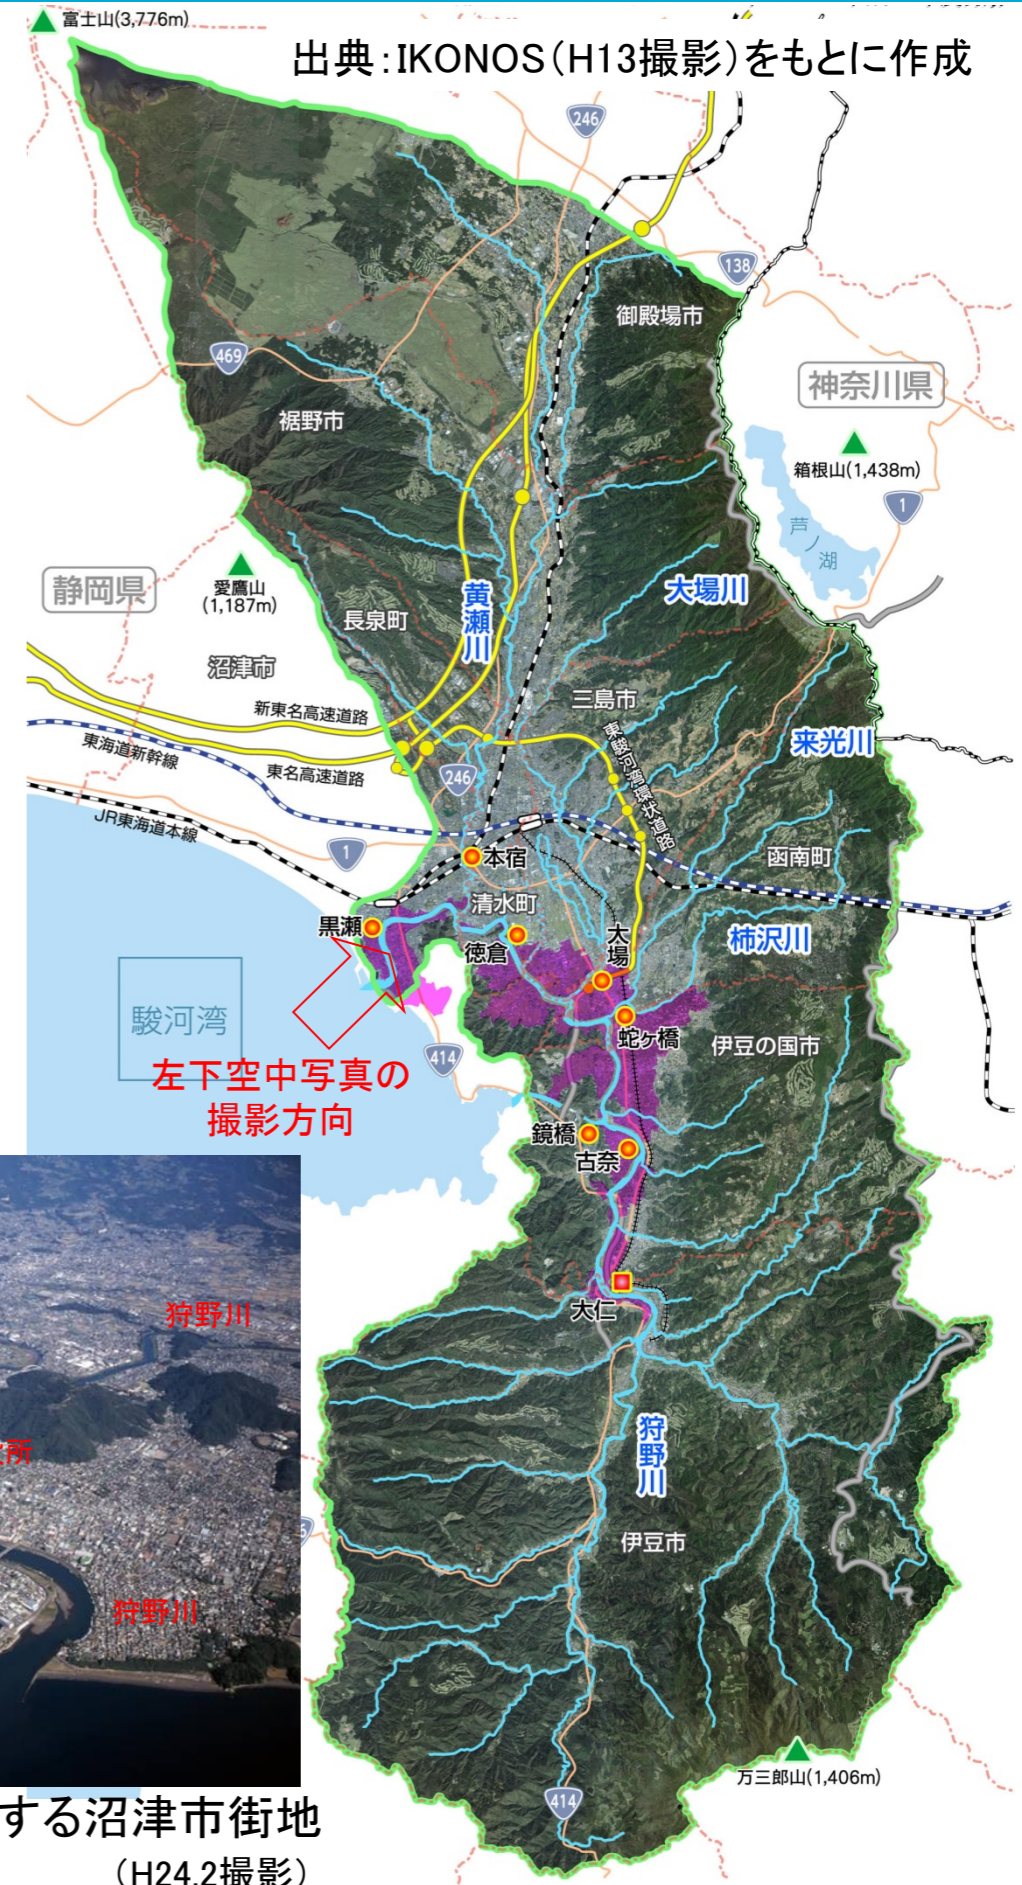 富士山(3,776m)
出典:IKONOS(H13撮影)をもとに作成
246
138
御殿場市
469
神奈川県
裾野市
箱根山(1,438m)
1
芦ノ湖
静岡県
愛鷹山
(1,187m)
黄瀬川
大場川
長泉町
沼津市
三島市
新東名高速道路
東駿河湾環状道路
来光川
東海道新幹線
東名高速道路
246
JR東海道本線
1
本宿
函南町
清水町
黒瀬
徳倉
大場
柿沢川
駿河湾
蛇ヶ橋
伊豆の国市
414
左下空中写真の
撮影方向
鏡橋
古奈
大仁
狩野川
狩野川
所
伊豆市
狩野川
万三郎山(1,406m)
414
する沼津市街地
(H24.2撮影)